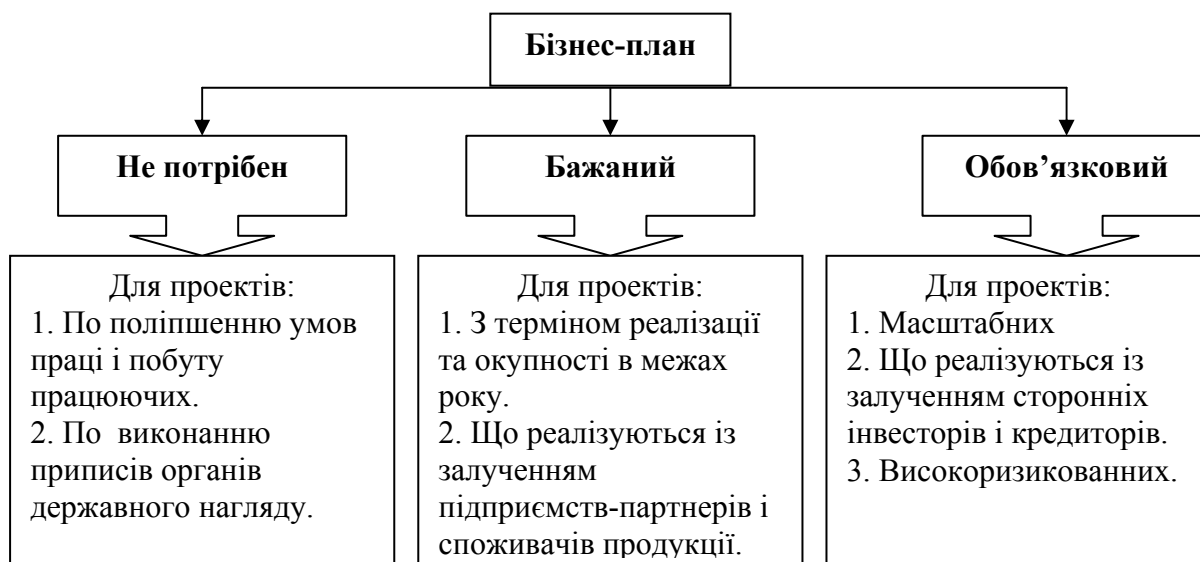 Бізнес-план
Не потрібен
Бажаний
Обов’язковий
Для проектів:
1. По поліпшенню умов
праці і побуту
працюючих.
2. По виконанню
приписів органів
державного нагляду.
Для проектів:
1. З терміном реалізації
та окупності в межах
року.
2. Що реалізуються із
залученням
підприємств-партнерів і
споживачів продукції.
Для проектів:
1. Масштабних
2. Що реалізуються із
залученням сторонніх
інвесторів і кредиторів.
3. Високоризикованних.